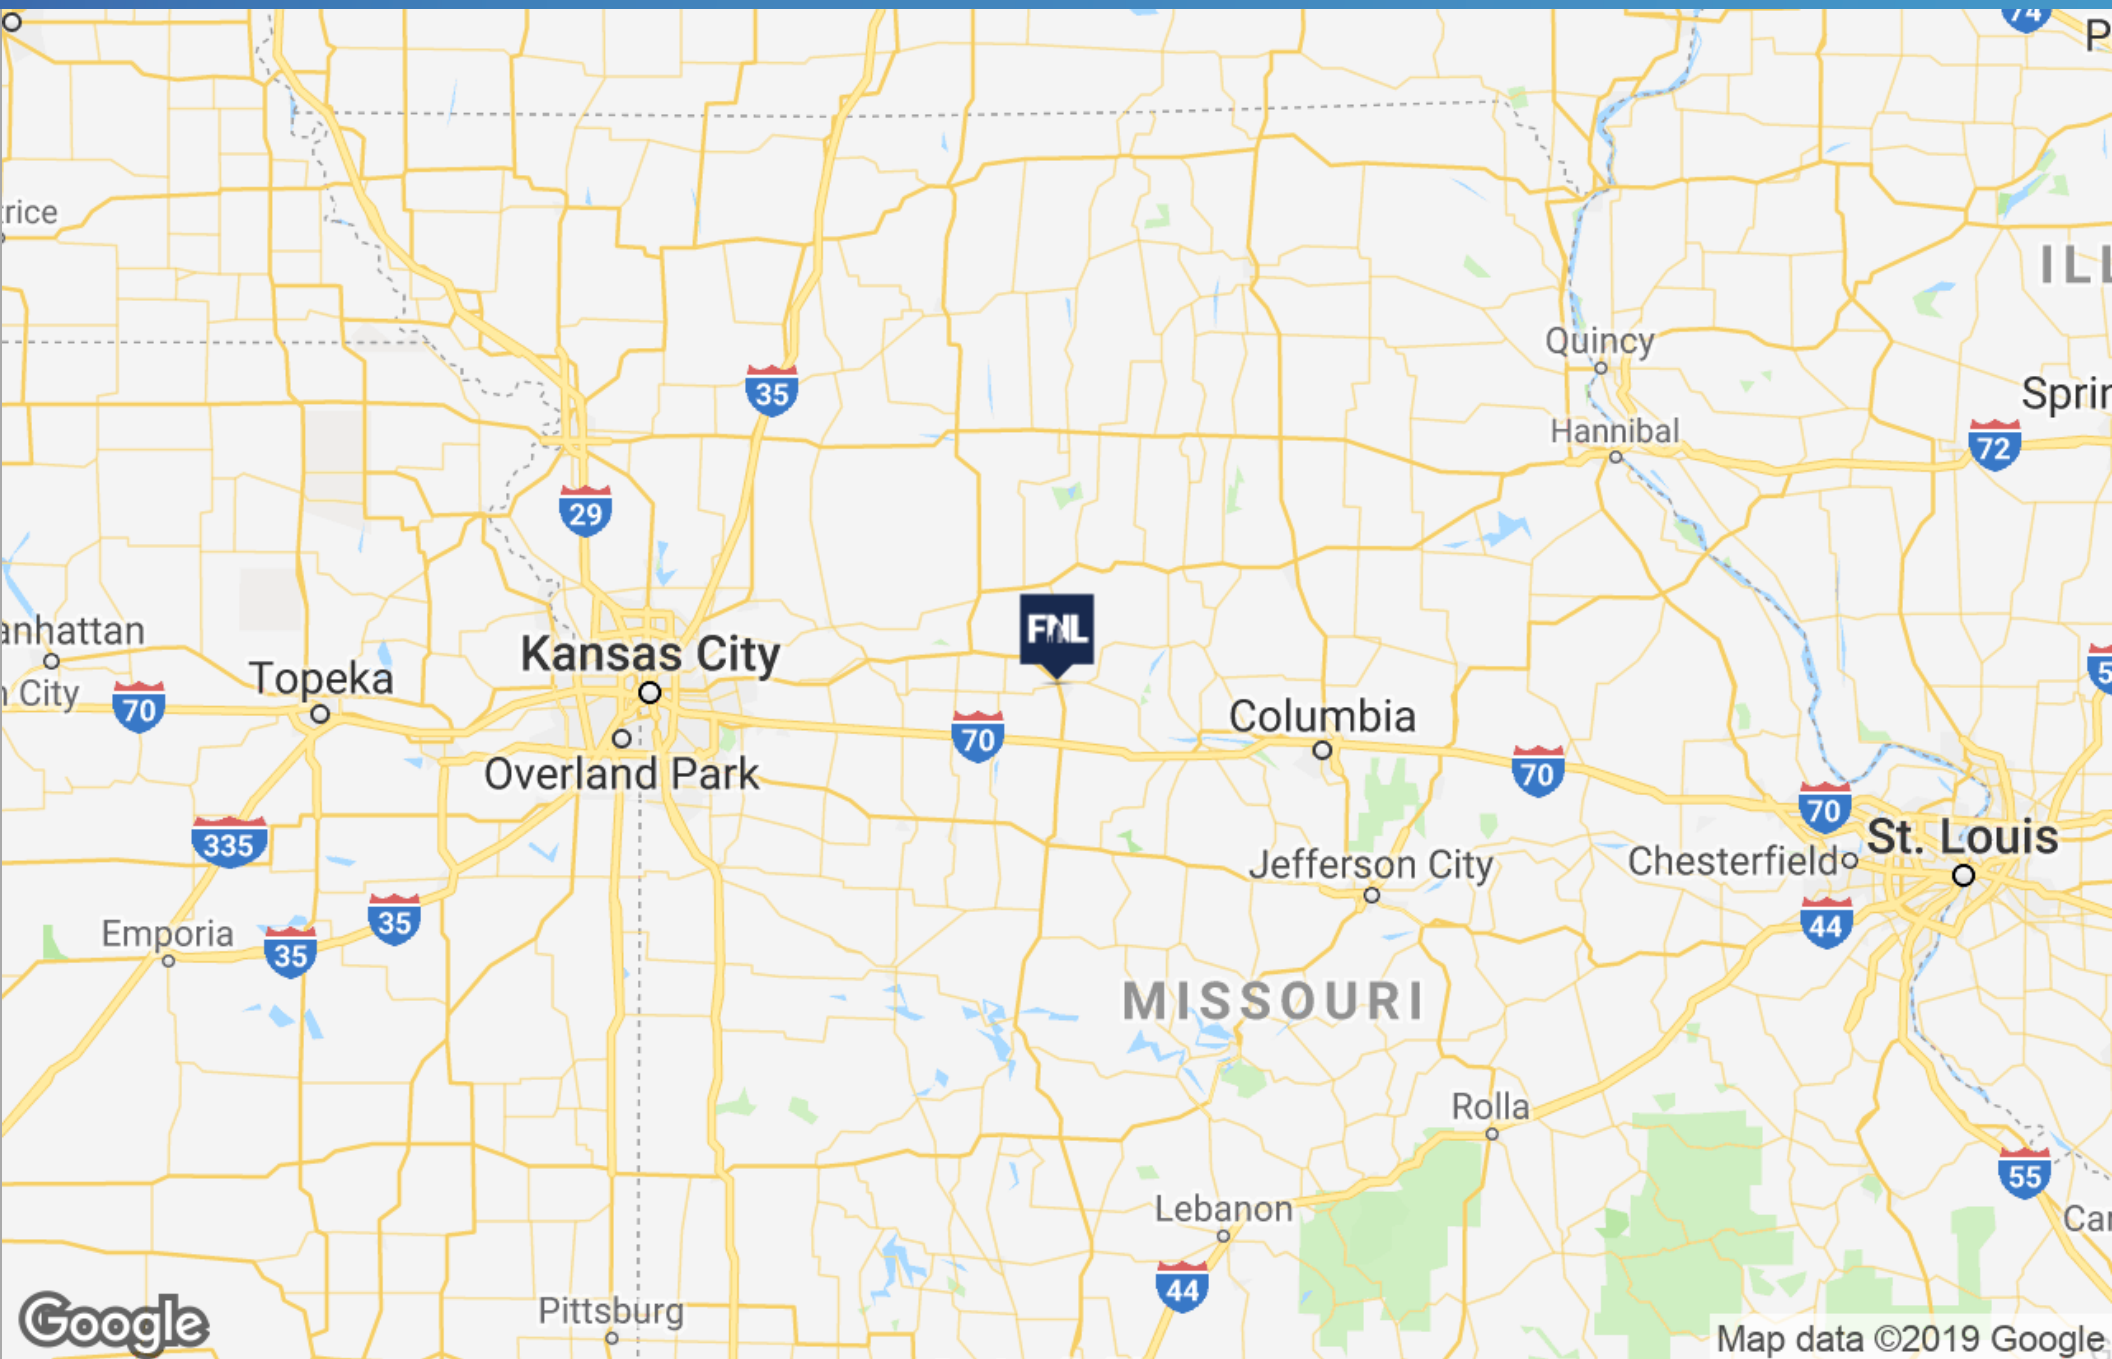 74
P
rice
ILL
Quincy
35
Sprin
Hannibal
72
29
FNL
anhattan
Kansas City
Topeka
City
70
5
Columbia
70
70
Overland Park
70
St. Louis
335
Chesterfield
Jefferson City
35
44
Emporia
35
MISSOURI
Rolla
55
Lebanon
Car
44
Pittsburg
Google
Map data ©2019 Google